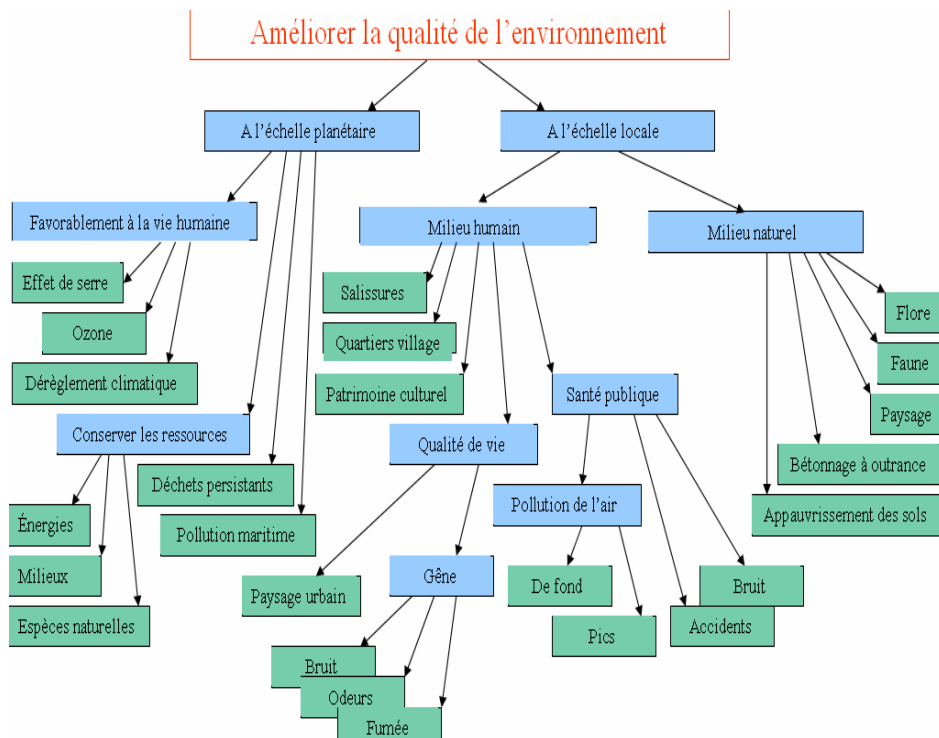 Améliorer la qualité de l'environnement
A l'échelle planétaire
A l'échelle locale
Favorablement à la vie humaine
Milieu humain
Milieu naturel
Effet de serre
Salissures
Flore
Ozone
Quartiers village
Faune
Dérèglement climatique
Patrimoine culturel
Santé publique
Paysage
Conserver les ressources
Qualité de vie
Bétonnage à outrance
Déchets persistants
Pollution de l'air
Appauvrissement des sols
Énergies
Pollution maritime
Milieux
Gêne
De fond
Bruit
Paysage urbain
Espèces naturelles
Pics
Accidents
Bruit
Odeurs
Fumée